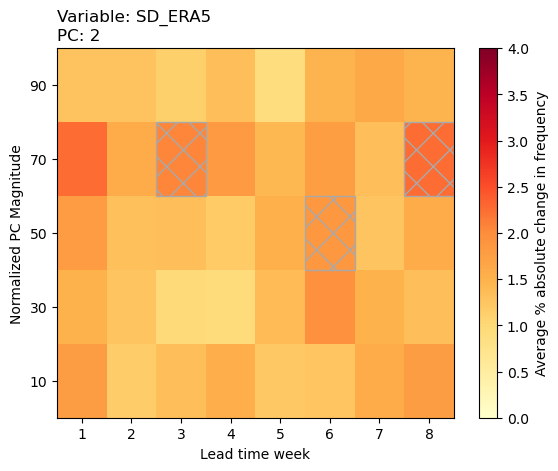 Variable: SD_ERA5
PC: 2
90
70
50
30
10
Normalized PC Magnitude
1 2 3 4 5 6 7 8
Lead time week
4.0
3.5
3.0
2.5
2.0
1.5
1.0
0.5
0.0
Average % absolute change in frequency